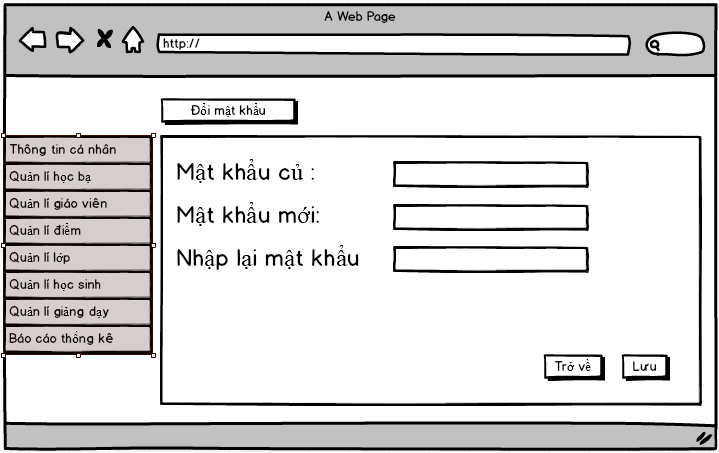 A Web Page
http://
Đổi mật khẩu
Thông tin cá nhân
Quản lí học bạ
Quản lí giáo viên
Quản lí điểm
Quản lí lớp
Quản lí học sinh
Quản lí giảng dạy
Báo cáo thống kê
Mật khẩu củ :
Mật khẩu mới:
Nhập lại mật khẩu
Trở về
Lưu